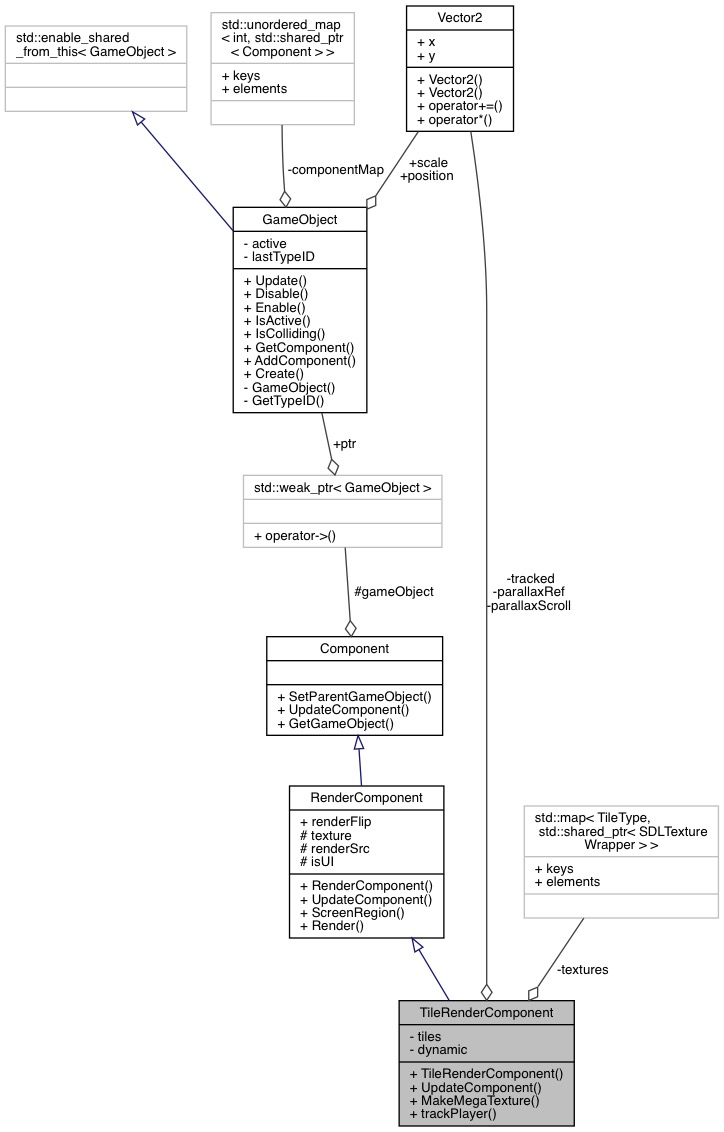 std::enable_shared
_from_this< GameObject >
std::unordered_map
< int, std::shared_ptr
< Component > >
+ keys
+ elements
Vector2
+ x
+ y
+ Vector2()
+ Vector2()
+ operator+=()
+ operator*()
-componentMap
+scale
+position
GameObject
- active
- lastTypeID
+ Update()
+ Disable()
+ Enable()
+ IsActive()
+ IsColliding()
+ GetComponent()
+ AddComponent()
+ Create()
- GameObject()
- GetTypeID()
+ptr
std::weak_ptr< GameObject >
+ operator->()
#gameObject
-tracked
-parallaxRef
-parallaxScroll
Component
+ SetParentGameObject()
+ UpdateComponent()
+ GetGameObject()
RenderComponent
+ renderFlip
# texture
# renderSrc
# isUI
+ RenderComponent()
+ UpdateComponent()
+ ScreenRegion()
+ Render()
std::map< TileType,
std::shared_ptr< SDLTexture
Wrapper > >
+ keys
+ elements
-textures
TileRenderComponent
- tiles
- dynamic
+ TileRenderComponent()
+ UpdateComponent()
+ MakeMegaTexture()
+ trackPlayer()